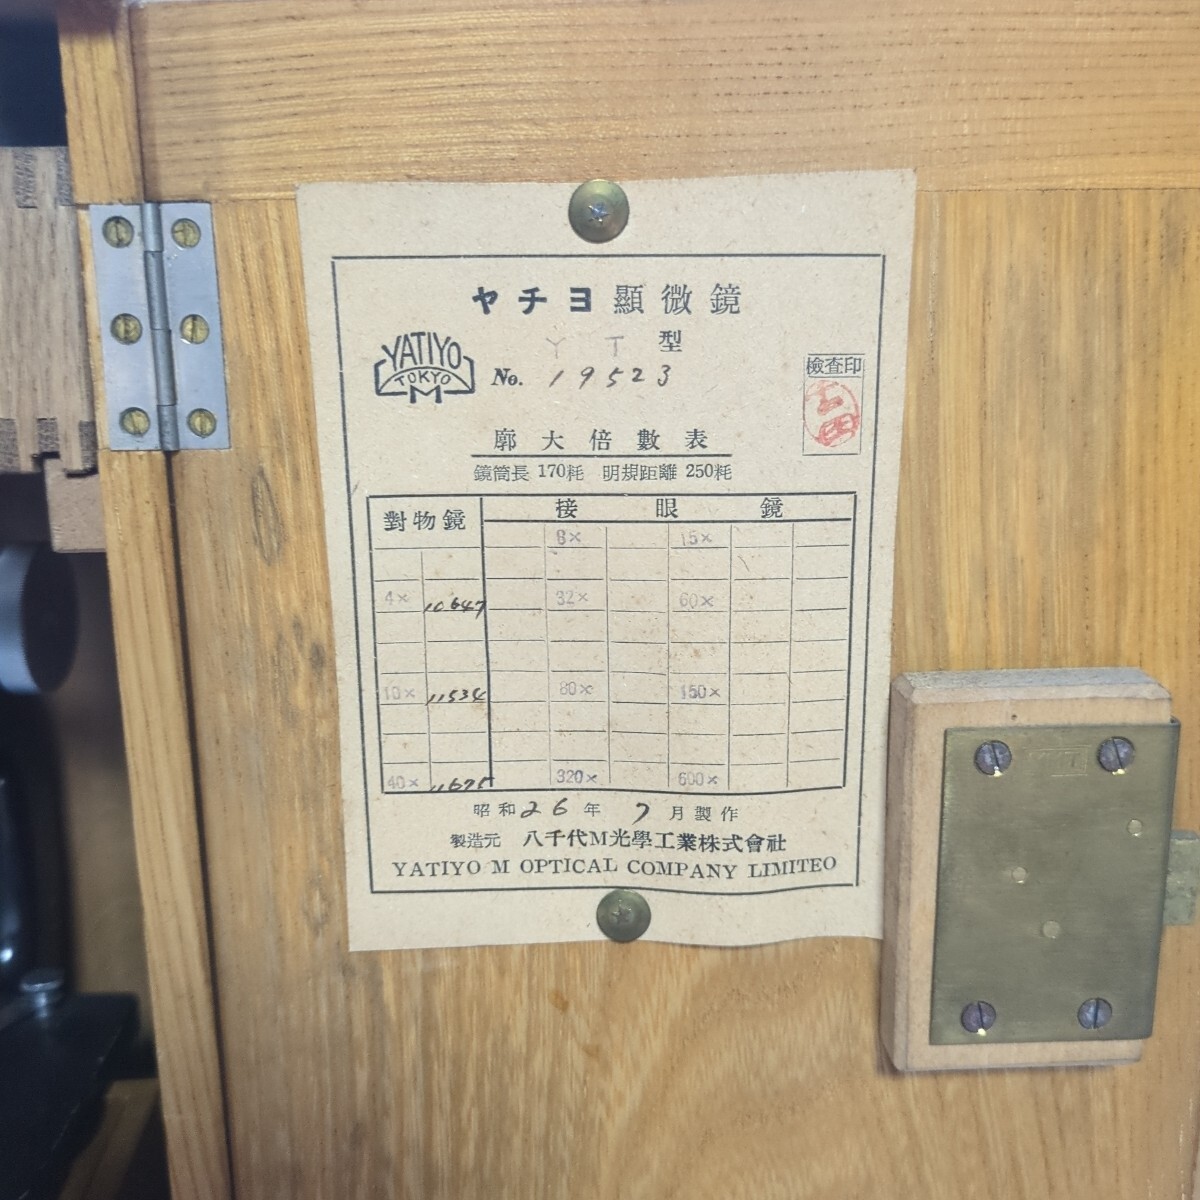 ヤチヨ顯微鏡
YATIYO
TOKYO
M
Y T 型
No. 19523
檢査印
廓大倍數表
鏡筒長 170粍 明視距離 250粍
對物鏡 接眼鏡
8× 15×
4× 10647 32× 60×
10× 11534 80× 150×
40× 11675 320× 600×
昭和26年 7月製作
製造元 八千代M光學工業株式會社
YATIYO M OPTICAL COMPANY LIMITEO